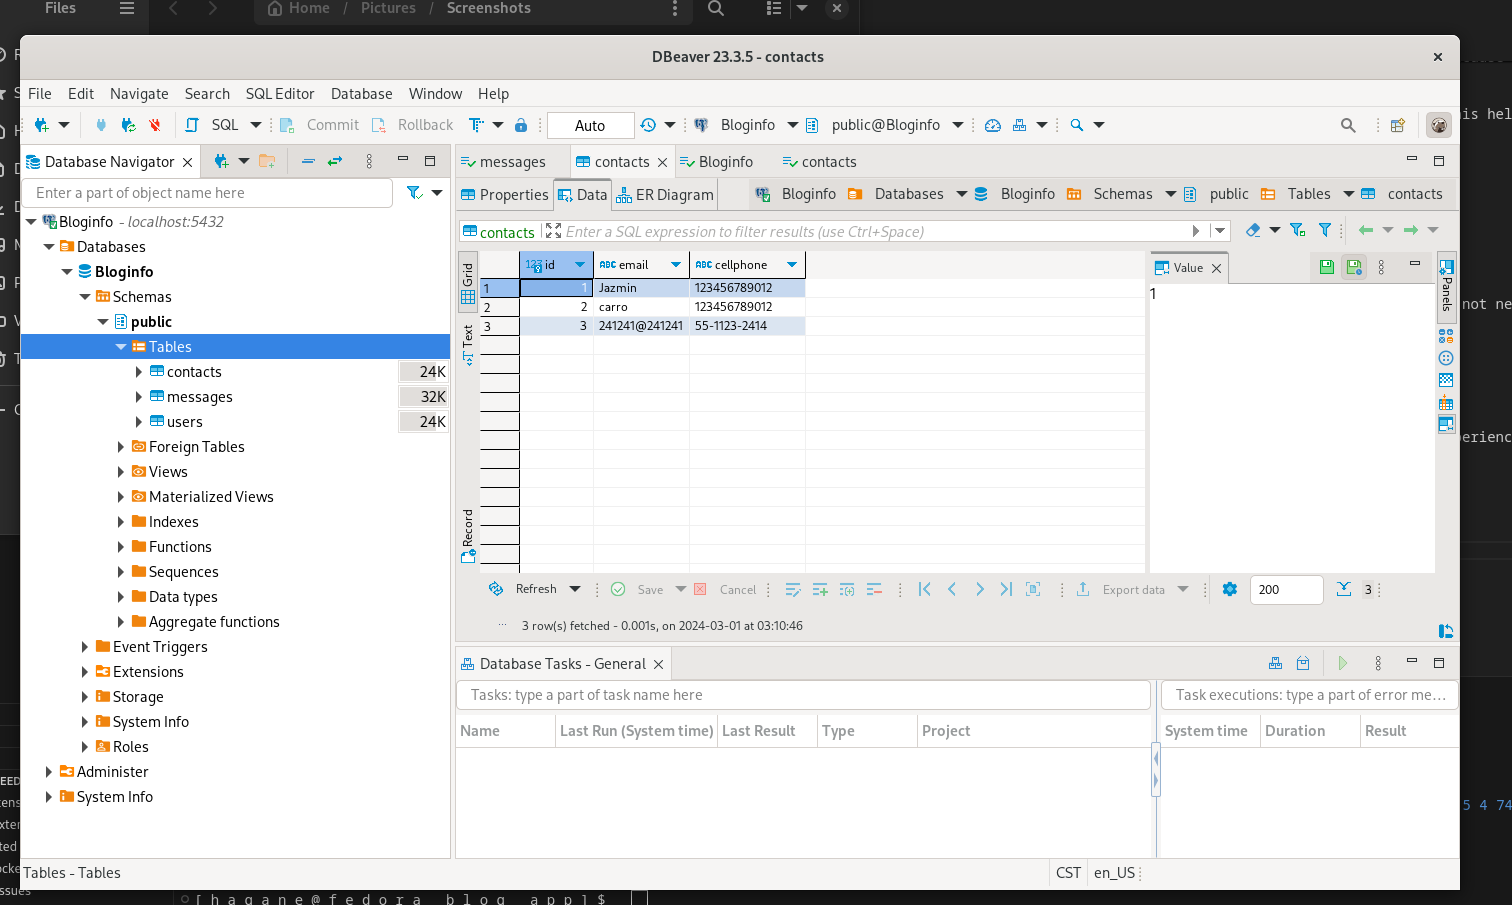 Files
Home / Pictures / Screenshots
DBeaver 23.3.5 - contacts
File Edit Navigate Search SQL Editor Database Window Help
SQL Commit Rollback Auto Bloginfo public@Bloginfo
Database Navigator
Enter a part of object name here
Bloginfo - localhost:5432
Databases
Bloginfo
Schemas
public
Tables
contacts 24K
messages 32K
users 24K
Foreign Tables
Views
Materialized Views
Indexes
Functions
Sequences
Data types
Aggregate functions
Event Triggers
Extensions
Storage
System Info
Roles
Administer
System Info
messages contacts Bloginfo contacts
Properties Data ER Diagram Bloginfo Databases Bloginfo Schemas public Tables contacts
contacts Enter a SQL expression to filter results (use Ctrl+Space)
Grid
Text
Record
123 id ABC email ABC cellphone
1 1 Jazmin 123456789012
2 2 carro 123456789012
3 3 241241@241241 55-1123-2414
Value
1
Panels
Refresh Save Cancel Export data 200 3
3 row(s) fetched - 0.001s, on 2024-03-01 at 03:10:46
Database Tasks - General
Tasks: type a part of task name here
Task executions: type a part of error me...
Name Last Run (System time) Last Result Type Project
System time Duration Result
Tables - Tables
CST en_US
[hagane@fedora blog app]$
is hel
not ne
erienc
5 4 74